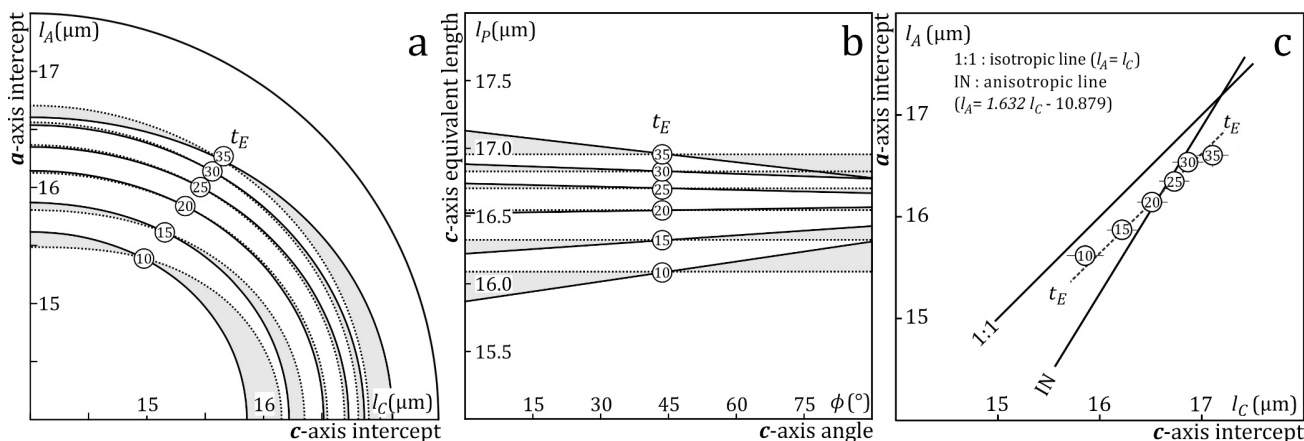 a-axis intercept
l_A(μm)
a
17
16
15
t_E
35
30
25
20
15
10
15
16
l_C(μm)
c-axis intercept
c-axis equivalent length
l_P(μm)
b
17.5
17.0
16.5
16.0
15.5
t_E
35
30
25
20
15
10
15
30
45
60
75
ϕ(°)
c-axis angle
a-axis intercept
l_A(μm)
c
1:1 : isotropic line (l_A= l_C)
IN : anisotropic line
(l_A= 1.632 l_C - 10.879)
17
16
15
t_E
35
30
25
20
15
10
t_E
1:1
IN
15
16
17
l_C(μm)
c-axis intercept